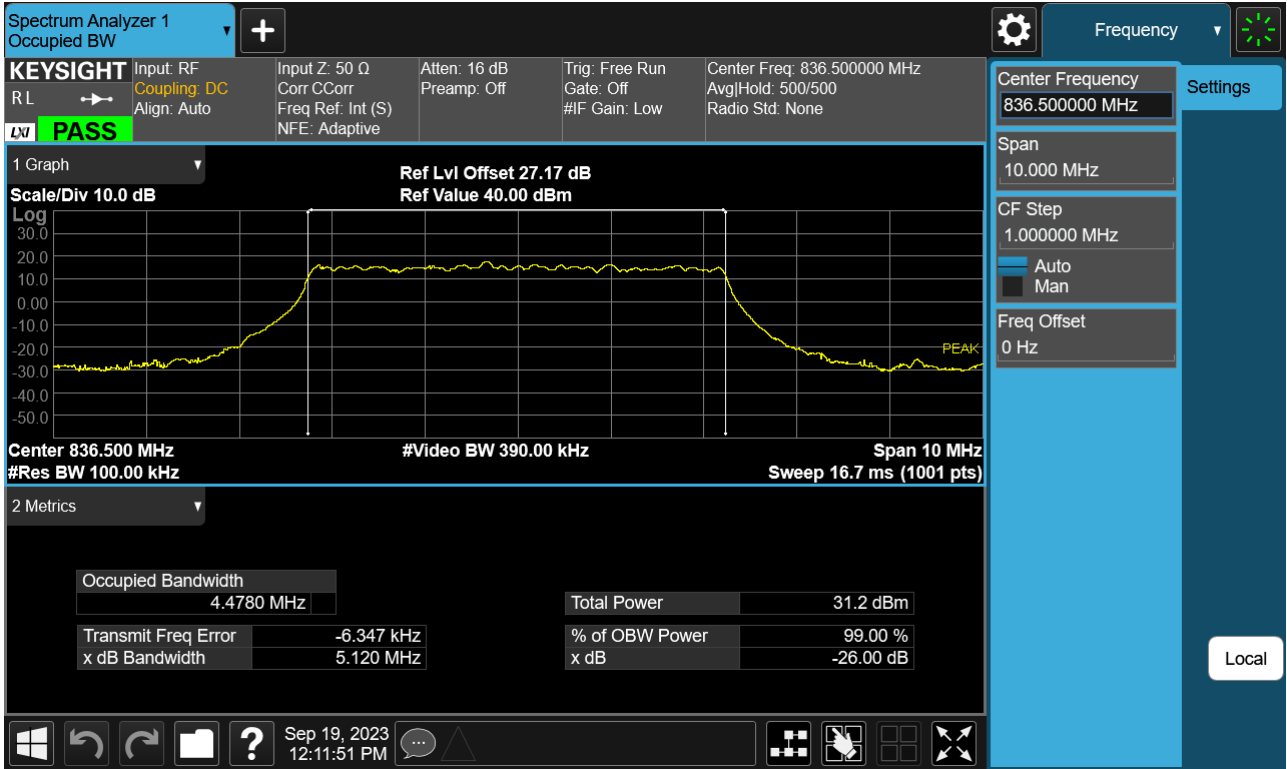 Spectrum Analyzer 1
Occupied BW
▼
+
Frequency
▼
KEYSIGHT
R L
LXI
PASS
Input: RF
Coupling: DC
Align: Auto
Input Z: 50 Ω
Corr CCorr
Freq Ref: Int (S)
NFE: Adaptive
Atten: 16 dB
Preamp: Off
Trig: Free Run
Gate: Off
#IF Gain: Low
Center Freq: 836.500000 MHz
Avg|Hold: 500/500
Radio Std: None
Center Frequency
836.500000 MHz
Settings
Span
10.000 MHz
CF Step
1.000000 MHz
Auto
Man
Freq Offset
0 Hz
Local
1 Graph
▼
Scale/Div 10.0 dB
Ref Lvl Offset 27.17 dB
Ref Value 40.00 dBm
Log
30.0
20.0
10.0
0.00
-10.0
-20.0
-30.0
-40.0
-50.0
PEAK
Center 836.500 MHz
#Video BW 390.00 kHz
Span 10 MHz
#Res BW 100.00 kHz
Sweep 16.7 ms (1001 pts)
2 Metrics
▼
Occupied Bandwidth
4.4780 MHz
Total Power 31.2 dBm
Transmit Freq Error -6.347 kHz
% of OBW Power 99.00 %
x dB Bandwidth 5.120 MHz
x dB -26.00 dB
?
Sep 19, 2023
12:11:51 PM